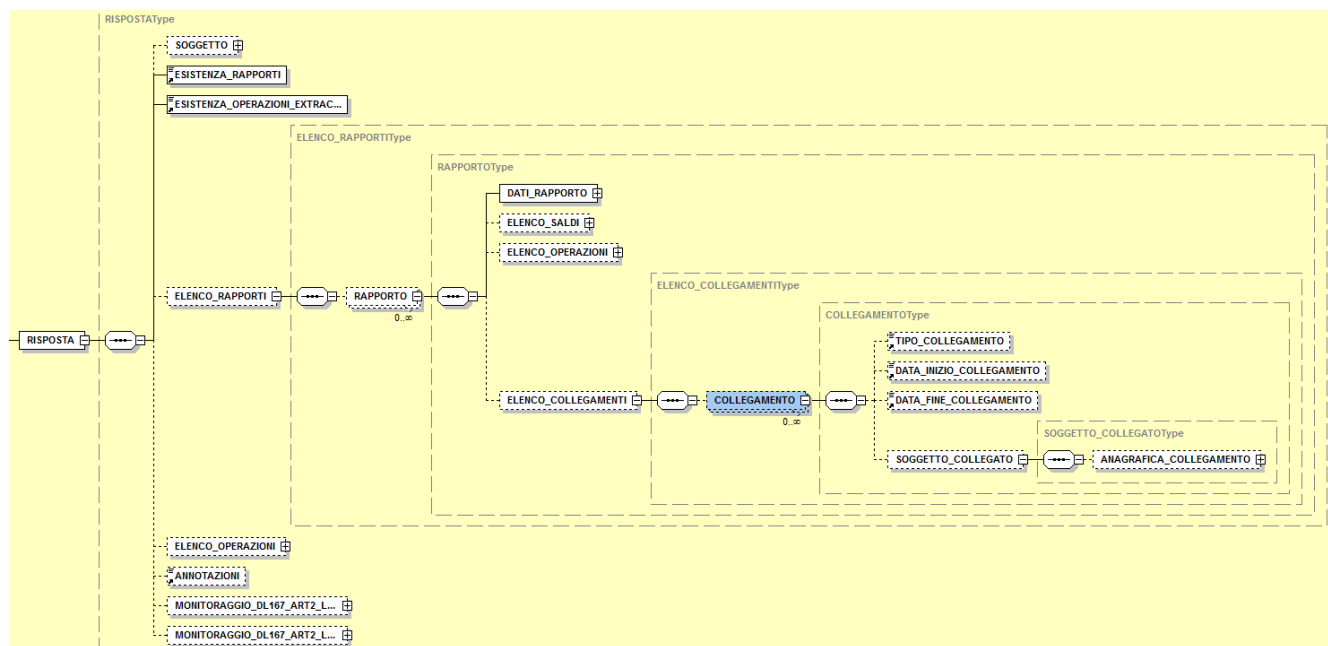 RISPOSTAType
SOGGETTO
ESISTENZA_RAPPORTI
ESISTENZA_OPERAZIONI_EXTRAC...
ELENCO_RAPPORTIType
RAPPORTOType
DATI_RAPPORTO
ELENCO_SALDI
ELENCO_OPERAZIONI
ELENCO_COLLEGAMENTIType
ELENCO_RAPPORTI
RAPPORTO
0..∞
COLLEGAMENTOType
RISPOSTA
TIPO_COLLEGAMENTO
DATA_INIZIO_COLLEGAMENTO
ELENCO_COLLEGAMENTI
COLLEGAMENTO
0..∞
DATA_FINE_COLLEGAMENTO
SOGGETTO_COLLEGATOType
SOGGETTO_COLLEGATO
ANAGRAFICA_COLLEGAMENTO
ELENCO_OPERAZIONI
ANNOTAZIONI
MONITORAGGIO_DL167_ART2_L...
MONITORAGGIO_DL167_ART2_L...